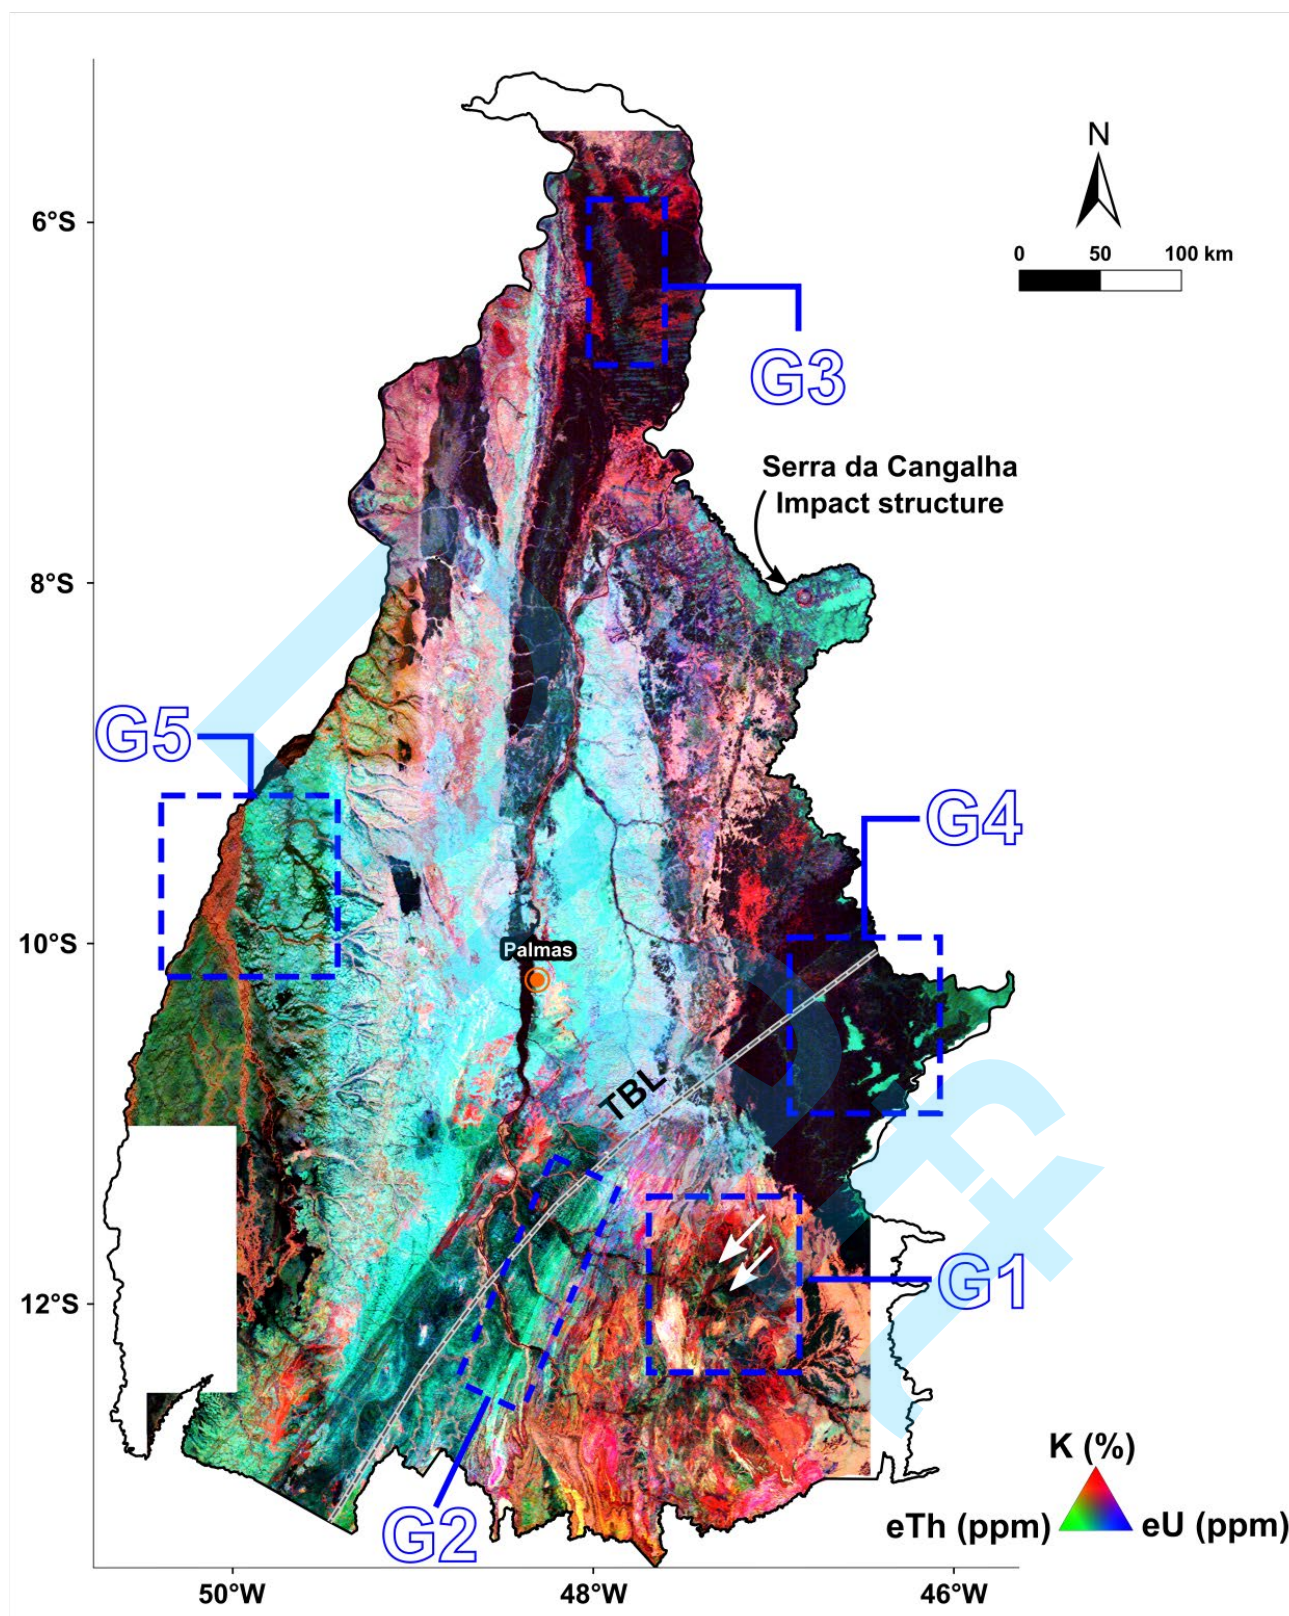 N
0 50 100 km
6°S
G3
Serra da Cangalha
Impact structure
8°S
G5
G4
10°S
Palmas
TBL
G1
12°S
K (%)
eTh (ppm)
eU (ppm)
G2
50°W
48°W
46°W